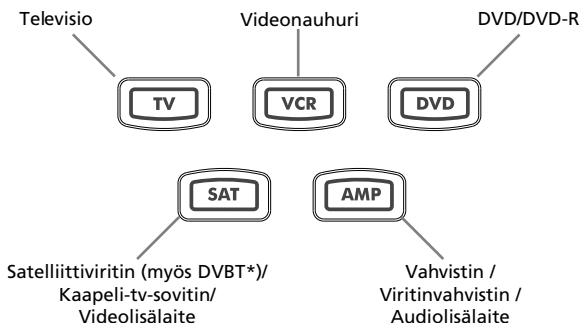 Televisio
Videonauhuri
DVD/DVD-R
TV
VCR
DVD
SAT
AMP
Satelliittiviritin (myös DVBT*)/
Kaapeli-tv-sovitin/
Videolisälaite
Vahvistin /
Viritinvahvistin /
Audiolisälaite